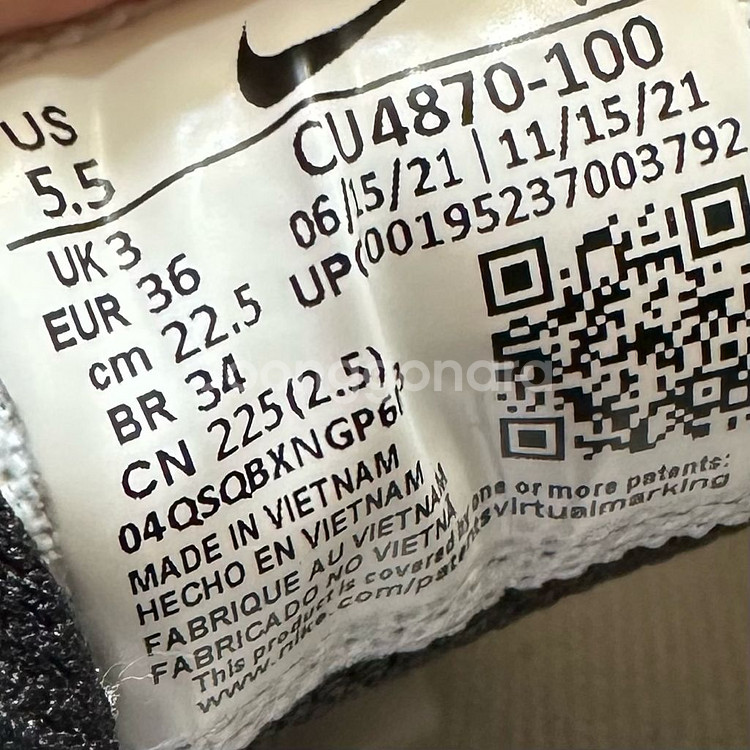 US
5.5
CU4870-100
06/15/21 | 11/15/21
UPC00195237003792
UK 3
EUR 36
cm 22.5
BR 34
CN 225(2.5)
04QSQBXNGP6
MADE IN VIETNAM
HECHO EN VIETNAM
FABRIQUE AU VIETNAM
FABRICADO NO VIETNA
This product is covered by one or more patents:
www.nike.com/patentsvirtualmarking